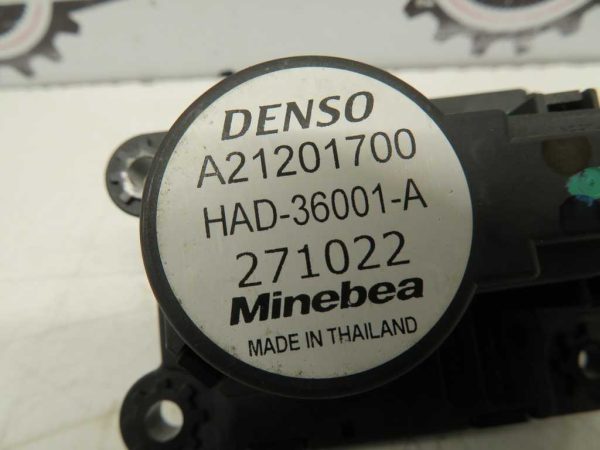 DENSO
A21201700
HAD-36001-A
271022
Minebea
MADE IN THAILAND